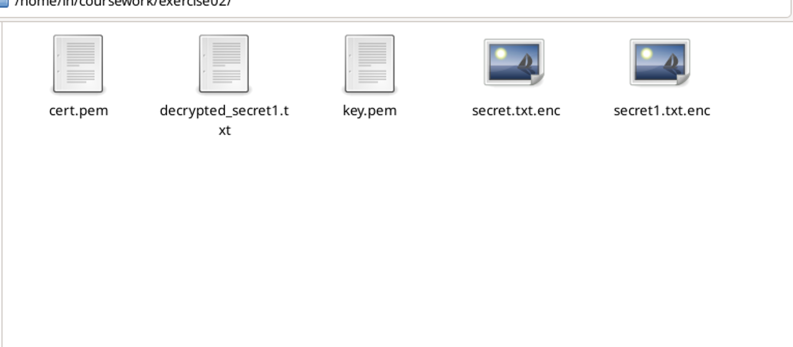 /home/ln/coursework/exercise02/
cert.pem
decrypted_secret1.t
xt
key.pem
secret.txt.enc
secret1.txt.enc